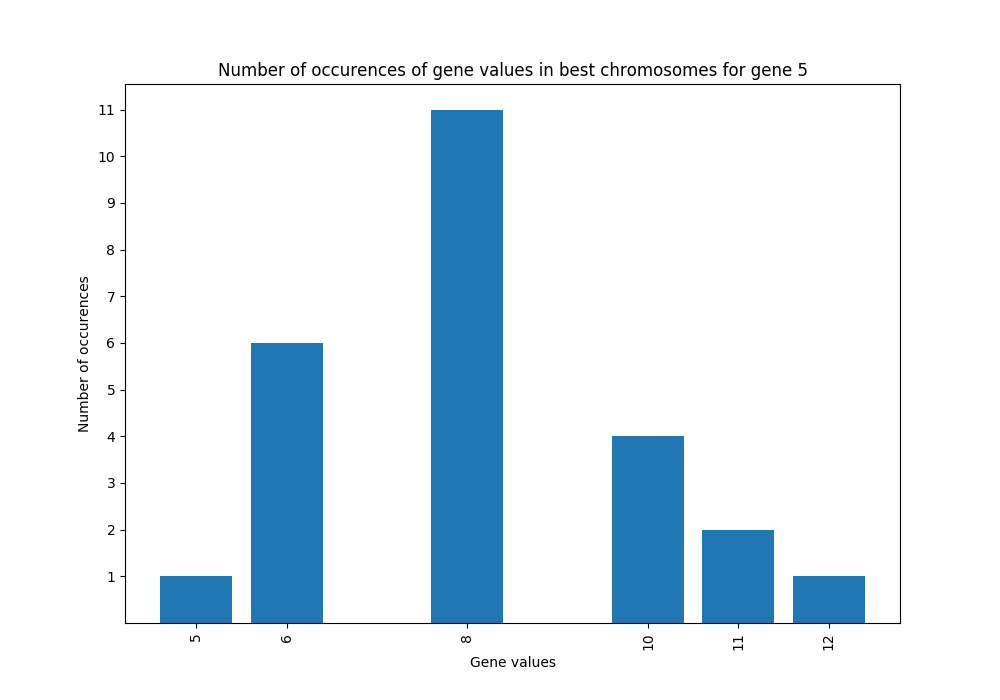 Number of occurences of gene values in best chromosomes for gene 5
11
10
9
8
7
6
5
4
3
2
1
Number of occurences
5 6 8 10 11 12
Gene values